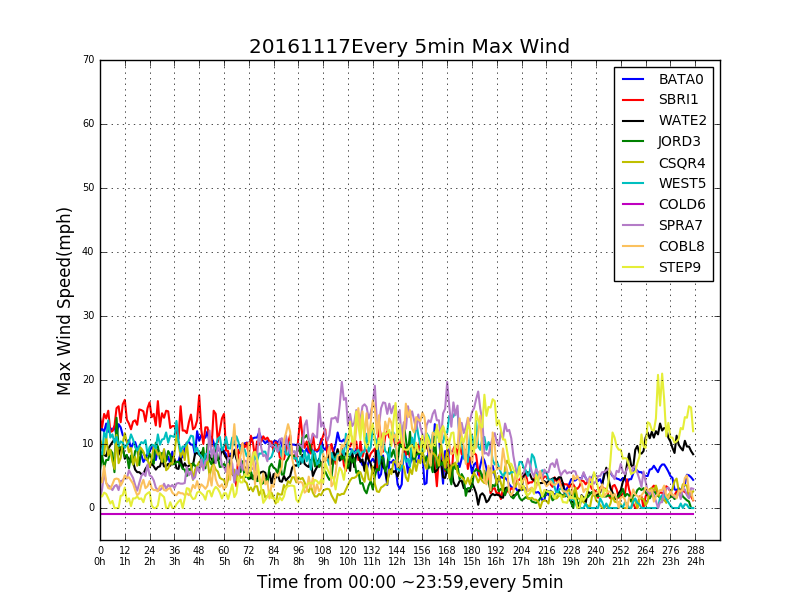 20161117Every 5min Max Wind
70
60
50
40
30
20
10
0
Max Wind Speed(mph)
BATA0
SBRI1
WATE2
JORD3
CSQR4
WEST5
COLD6
SPRA7
COBL8
STEP9
0 12 24 36 48 60 72 84 96 108 120 132 144 156 168 180 192 204 216 228 240 252 264 276 288
0h 1h 2h 3h 4h 5h 6h 7h 8h 9h 10h 11h 12h 13h 14h 15h 16h 17h 18h 19h 20h 21h 22h 23h 24h
Time from 00:00 ~23:59,every 5min